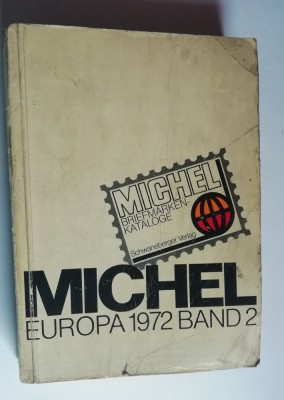 MICHEL
BRIEFMARKEN-
KATALOGE
Schwaneberger Verlag
MICHEL
EUROPA 1972 BAND 2